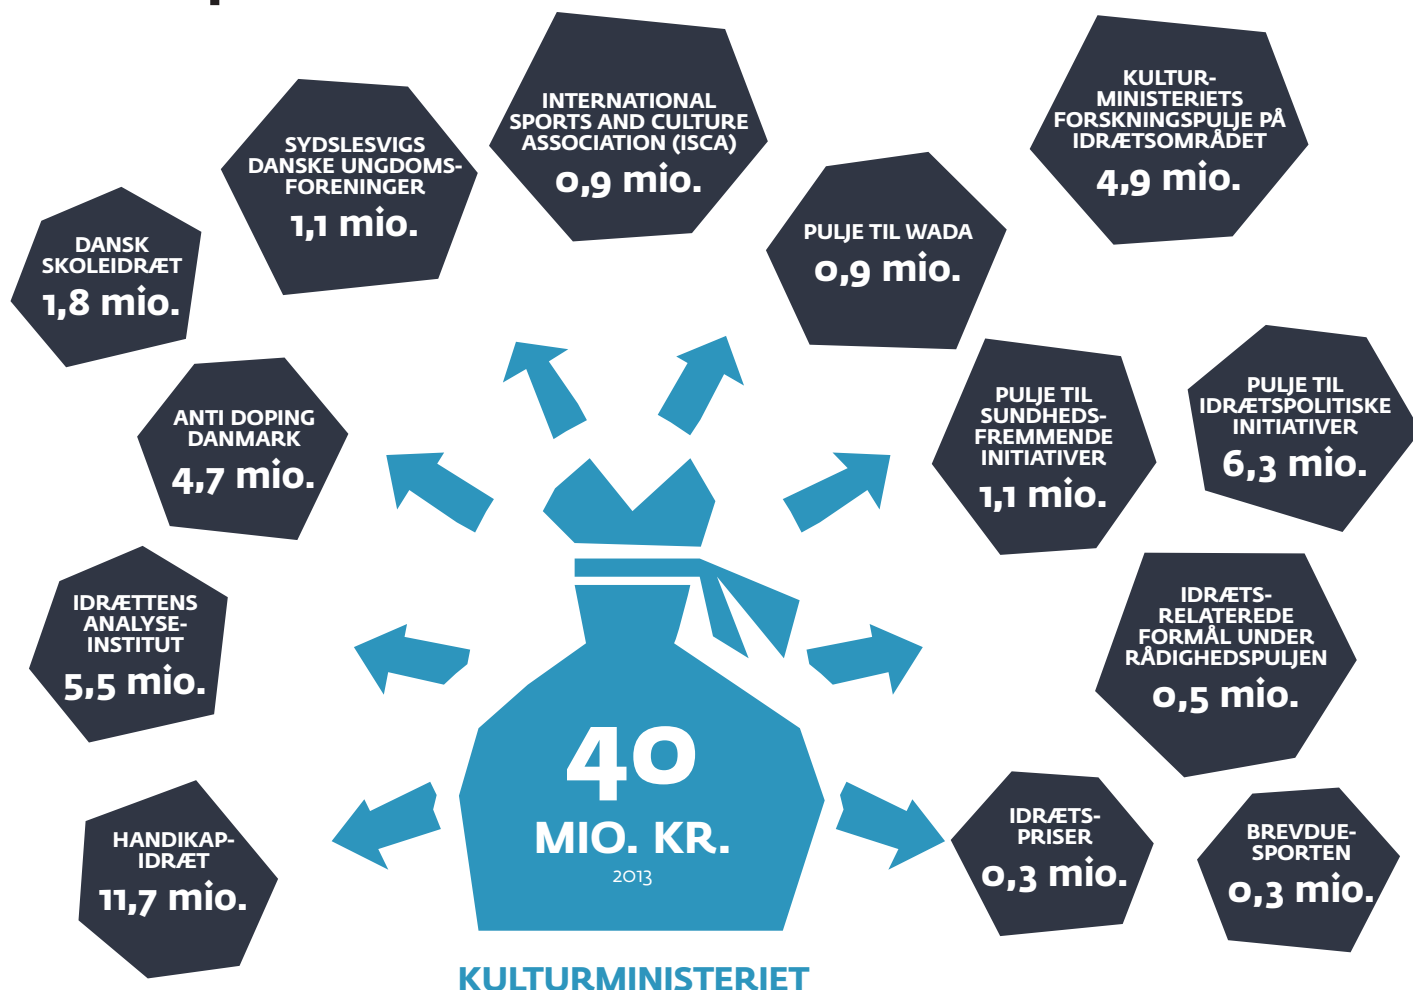 INTERNATIONAL
SPORTS AND CULTURE
ASSOCIATION (ISCA)
0,9 mio.
KULTUR-
MINISTERIETS
FORSKNINGSPULJE PÅ
IDRÆTSOMRÅDET
4,9 mio.
SYDSLESVIGS
DANSKE UNGDOMS-
FORENINGER
1,1 mio.
PULJE TIL WADA
0,9 mio.
DANSK
SKOLEIDRÆT
1,8 mio.
ANTI DOPING
DANMARK
4,7 mio.
PULJE TIL
SUNDHEDS-
FREMMENDE
INITIATIVER
1,1 mio.
PULJE TIL
IDRÆTSPOLITISKE
INITIATIVER
6,3 mio.
IDRÆTTENS
ANALYSE-
INSTITUT
5,5 mio.
IDRÆTS-
RELATEREDE
FORMÅL UNDER
RÅDIGHEDSPULJEN
0,5 mio.
HANDIKAP-
IDRÆT
11,7 mio.
40
MIO. KR.
2013
IDRÆTS-
PRISER
0,3 mio.
BREVDUE-
SPORTEN
0,3 mio.
KULTURMINISTERIET